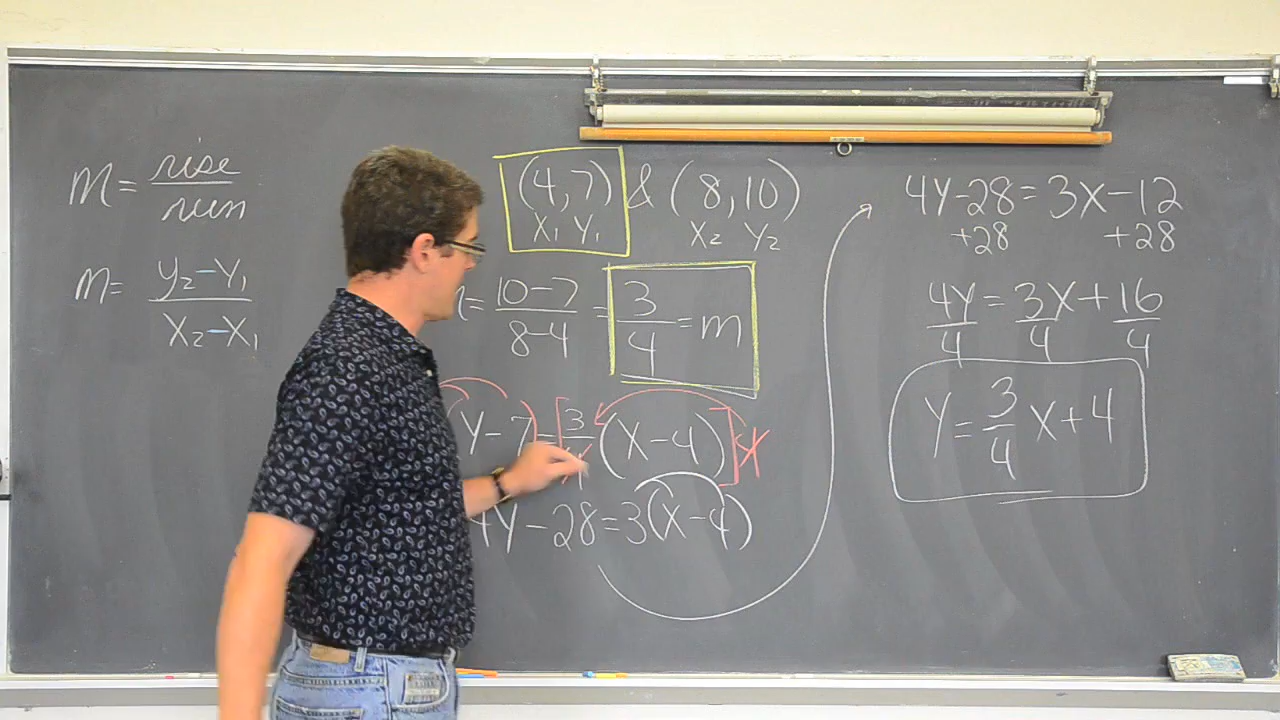 m = rise/run
m = y₂-y₁/x₂-x₁
(4,7) & (8,10)
x₁ y₁ x₂ y₂
= 10-7/8-4 = 3/4 = m
(y-7) = [3/4 (x-4)]4
4y-28=3(x-4)
4y-28=3x-12
+28 +28
4y/4 = 3x/4 + 16/4
y = 3/4 x+4